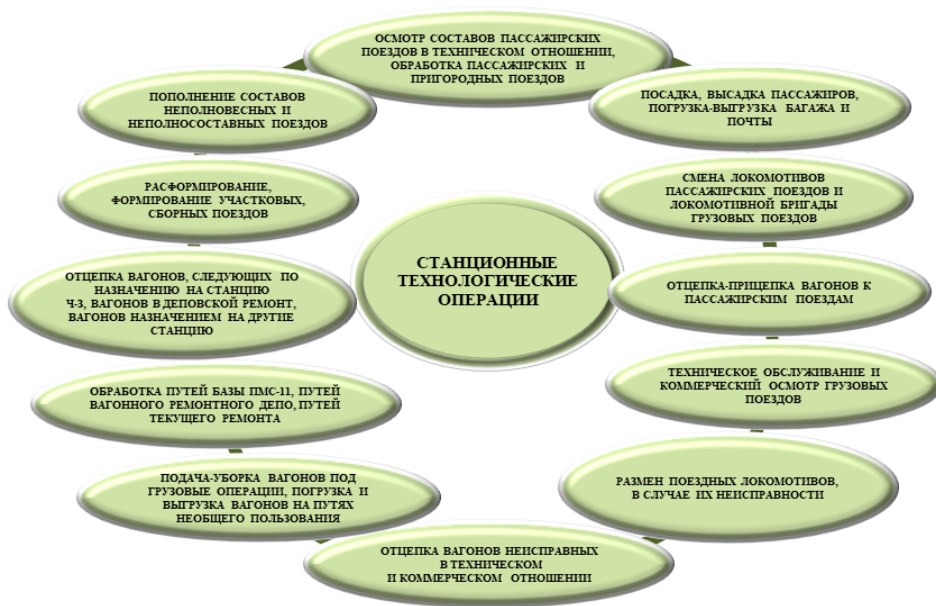 ОСМОТР СОСТАВОВ ПАССАЖИРСКИХ
ПОЕЗДОВ В ТЕХНИЧЕСКОМ ОТНОШЕНИИ,
ОБРАБОТКА ПАССАЖИРСКИХ И
ПРИГОРОДНЫХ ПОЕЗДОВ
ПОСАДКА, ВЫСАДКА ПАССАЖИРОВ,
ПОГРУЗКА-ВЫГРУЗКА БАГАЖА И
ПОЧТЫ
СМЕНА ЛОКОМОТИВОВ
ПАССАЖИРСКИХ ПОЕЗДОВ И
ЛОКОМОТИВНОЙ БРИГАДЫ
ГРУЗОВЫХ ПОЕЗДОВ
ОТЦЕПКА-ПРИЦЕПКА ВАГОНОВ К
ПАССАЖИРСКИМ ПОЕЗДАМ
ТЕХНИЧЕСКОЕ ОБСЛУЖИВАНИЕ И
КОММЕРЧЕСКИЙ ОСМОТР ГРУЗОВЫХ
ПОЕЗДОВ
РАЗМЕН ПОЕЗДНЫХ ЛОКОМОТИВОВ,
В СЛУЧАЕ ИХ НЕИСПРАВНОСТИ
ОТЦЕПКА ВАГОНОВ НЕИСПРАВНЫХ
В ТЕХНИЧЕСКОМ
И КОММЕРЧЕСКОМ ОТНОШЕНИИ
ПОДАЧА-УБОРКА ВАГОНОВ ПОД
ГРУЗОВЫЕ ОПЕРАЦИИ, ПОГРУЗКА И
ВЫГРУЗКА ВАГОНОВ НА ПУТЯХ
НЕОБЩЕГО ПОЛЬЗОВАНИЯ
ОБРАБОТКА ПУТЕЙ БАЗЫ ПМС-11, ПУТЕЙ
ВАГОННОГО РЕМОНТНОГО ДЕПО, ПУТЕЙ
ТЕКУЩЕГО РЕМОНТА
ОТЦЕПКА ВАГОНОВ, СЛЕДУЮЩИХ ПО
НАЗНАЧЕНИЮ НА СТАНЦИЮ
Ч-З, ВАГОНОВ В ДЕПОВСКОЙ РЕМОНТ,
ВАГОНОВ НАЗНАЧЕНИЕМ НА ДРУГИЕ
СТАНЦИЮ
РАСФОРМИРОВАНИЕ,
ФОРМИРОВАНИЕ УЧАСТКОВЫХ,
СБОРНЫХ ПОЕЗДОВ
ПОПОЛНЕНИЕ СОСТАВОВ
НЕПОЛНОВЕСНЫХ И
НЕПОЛНОСОСТАВНЫХ ПОЕЗДОВ
СТАНЦИОННЫЕ
ТЕХНОЛОГИЧЕСКИЕ
ОПЕРАЦИИ